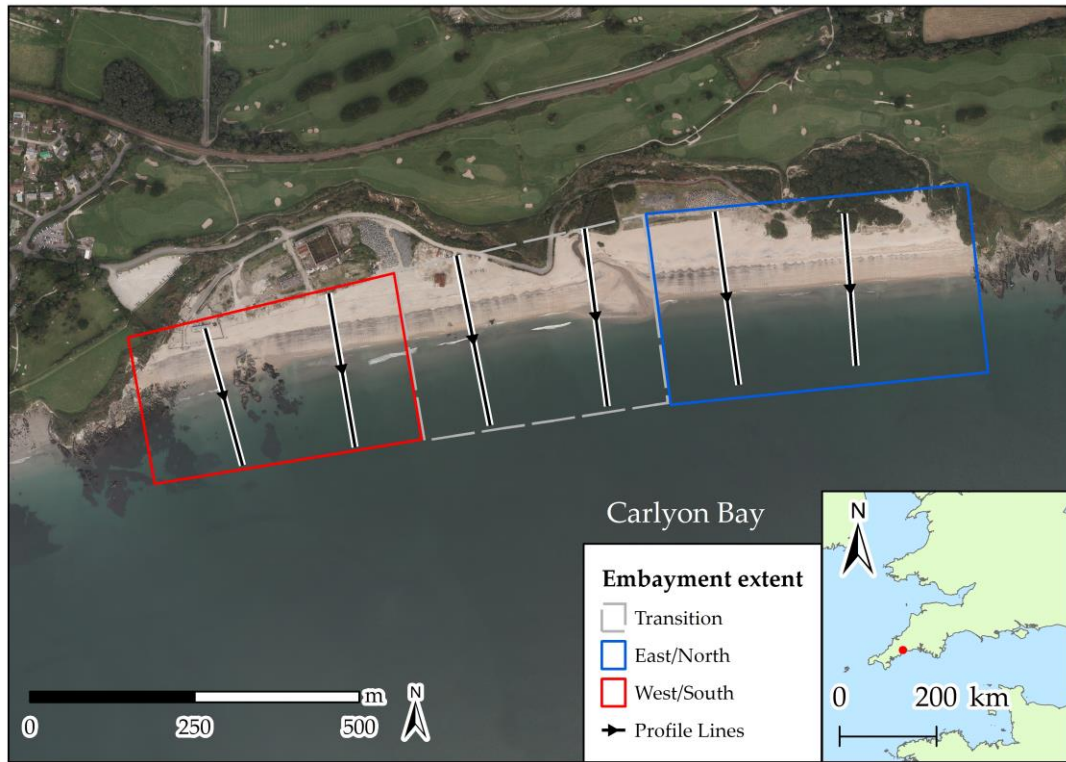 Carlyon Bay
N
Embayment extent
Transition
East/North
West/South
Profile Lines
m
0 250 500
N
0 200 km